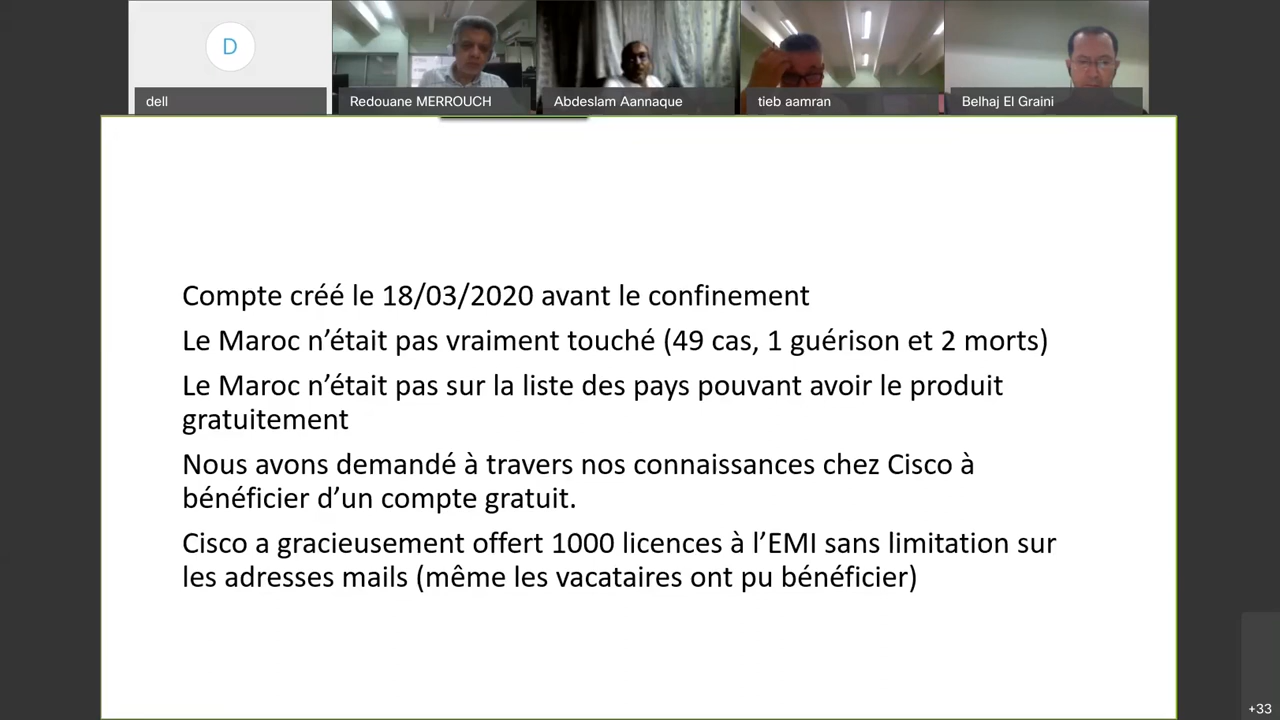 D
dell
Redouane MERROUCH
Abdeslam Aannaque
tieb aamran
Belhaj El Graini
Compte créé le 18/03/2020 avant le confinement
Le Maroc n’était pas vraiment touché (49 cas, 1 guérison et 2 morts)
Le Maroc n’était pas sur la liste des pays pouvant avoir le produit
gratuitement
Nous avons demandé à travers nos connaissances chez Cisco à
bénéficier d’un compte gratuit.
Cisco a gracieusement offert 1000 licences à l’EMI sans limitation sur
les adresses mails (même les vacataires ont pu bénéficier)
+33